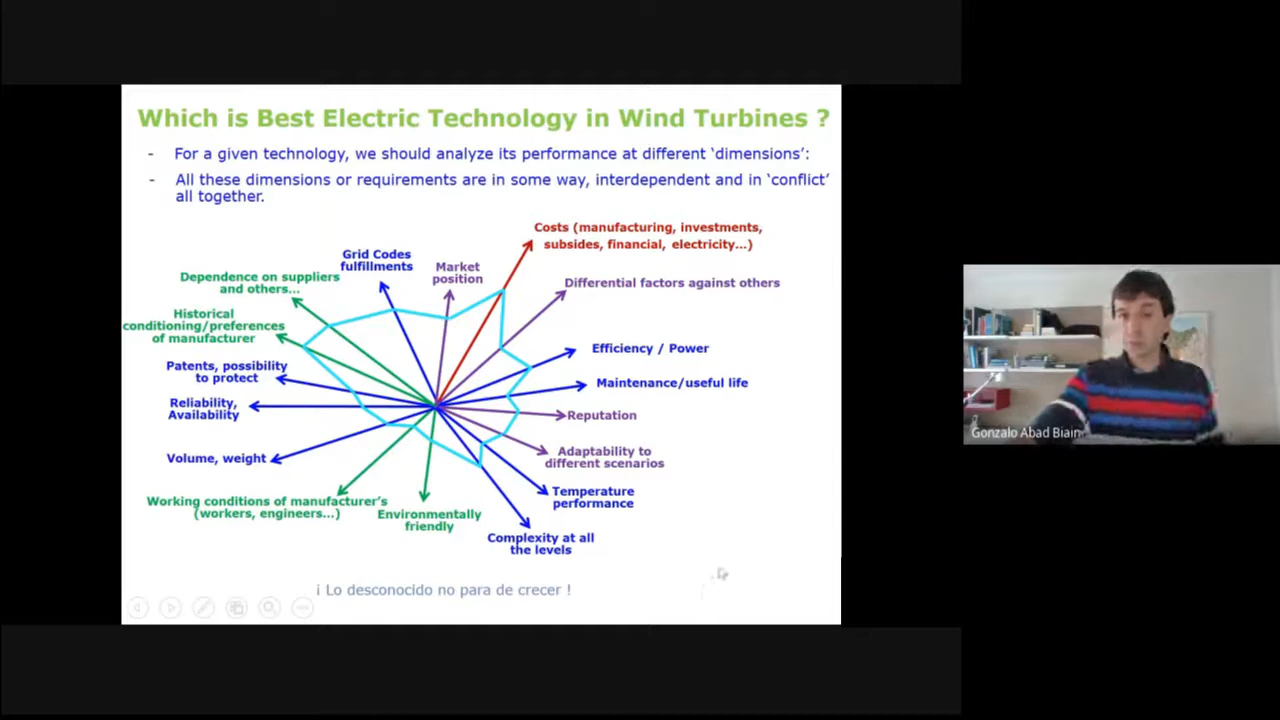 Which is Best Electric Technology in Wind Turbines ?
- For a given technology, we should analyze its performance at different ‘dimensions’:
- All these dimensions or requirements are in some way, interdependent and in ‘conflict’
all together.
Costs (manufacturing, investments,
subsides, financial, electricity...)
Grid Codes
fulfillments
Market
position
Dependence on suppliers
and others...
Differential factors against others
Historical
conditioning/preferences
of manufacturer
Efficiency / Power
Patents, possibility
to protect
Maintenance/useful life
Reliability,
Availability
Reputation
Volume, weight
Adaptability to
different scenarios
Working conditions of manufacturer's
(workers, engineers...)
Environmentally
friendly
Temperature
performance
Complexity at all
the levels
¡ Lo desconocido no para de crecer !
Gonzalo Abad Biain